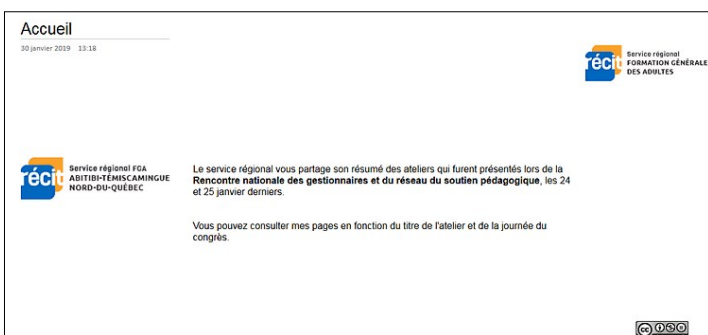 Accueil
30 janvier 2019 13:18
récit
Service régional
FORMATION GÉNÉRALE
DES ADULTES
récit
Service régional FGA
ABITIBI-TÉMISCAMINGUE
NORD-DU-QUÉBEC
Le service régional vous partage son résumé des ateliers qui furent présentés lors de la
Rencontre nationale des gestionnaires et du réseau du soutien pédagogique, les 24
et 25 janvier derniers.
Vous pouvez consulter mes pages en fonction du titre de l'atelier et de la journée du
congrès.
cc